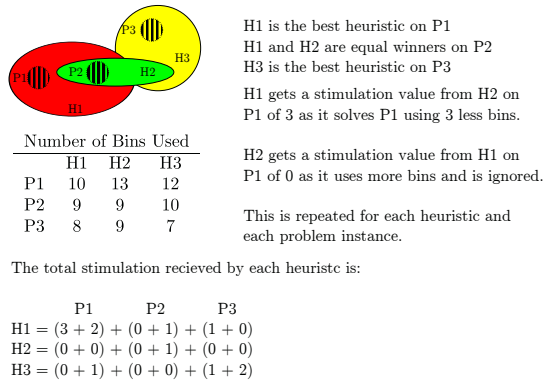 P3
H3
P1
P2
H2
H1
H1 is the best heuristic on P1
H1 and H2 are equal winners on P2
H3 is the best heuristic on P3
H1 gets a stimulation value from H2 on
P1 of 3 as it solves P1 using 3 less bins.
H2 gets a stimulation value from H1 on
P1 of 0 as it uses more bins and is ignored.
This is repeated for each heuristic and
each problem instance.
Number of Bins Used
H1 H2 H3
P1 10 13 12
P2 9 9 10
P3 8 9 7
The total stimulation recieved by each heuristc is:
P1 P2 P3
H1 = (3 + 2) + (0 + 1) + (1 + 0)
H2 = (0 + 0) + (0 + 1) + (0 + 0)
H3 = (0 + 1) + (0 + 0) + (1 + 2)